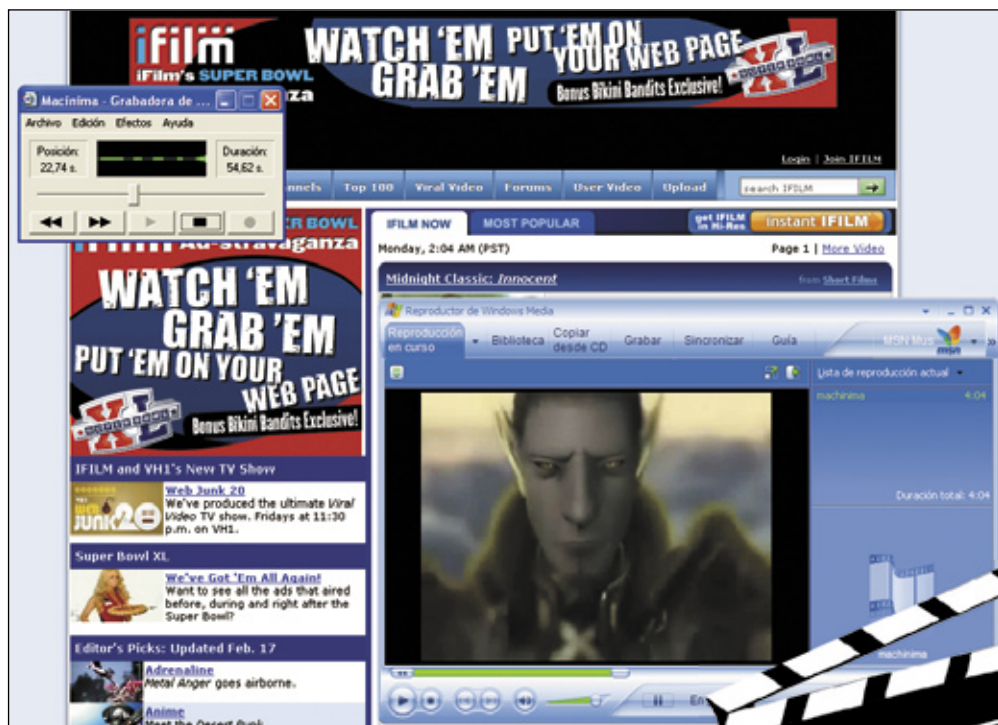 iFilm
iFilm's SUPER BOWL
WATCH 'EM
GRAB 'EM
PUT 'EM ON
YOUR WEB PAGE
XL
Bonus Bikini Bandits Exclusive!
Macínima - Grabadora de ...
Archivo Edición Efectos Ayuda
Posición:
22,74 s.
Duración:
54,62 s.
Login | Join IFILM
Top 100 Viral Video Forums User Video Upload search IFILM
Ad-stravaganza
WATCH 'EM
GRAB 'EM
PUT 'EM ON YOUR
WEB PAGE
XL
Bonus Bikini Bandits Exclusive!
IFILM NOW MOST POPULAR
get IFILM
in Hi-Res
instant IFILM
Monday, 2:04 AM (PST) Page 1 | More Video
Midnight Classic: Innocent from Short Films
Reproductor de Windows Media
Reproducción
en curso
Biblioteca
Copiar
desde CD
Grabar Sincronizar Guía
msn
Lista de reproducción actual
machinima 4:04
Duración total: 4:04
machinima
IFILM and VH1's New TV Show
WEB
JUNK20
Web Junk 20
We've produced the ultimate Viral
Video TV show. Fridays at 11:30
p.m. on VH1.
Super Bowl XL
We've Got 'Em All Again!
Want to see all the ads that aired
before, during and right after the
Super Bowl?
Editor's Picks: Updated Feb. 17
Adrenaline
Metal Anger goes airborne.
Anime
Meet the Desert Punk